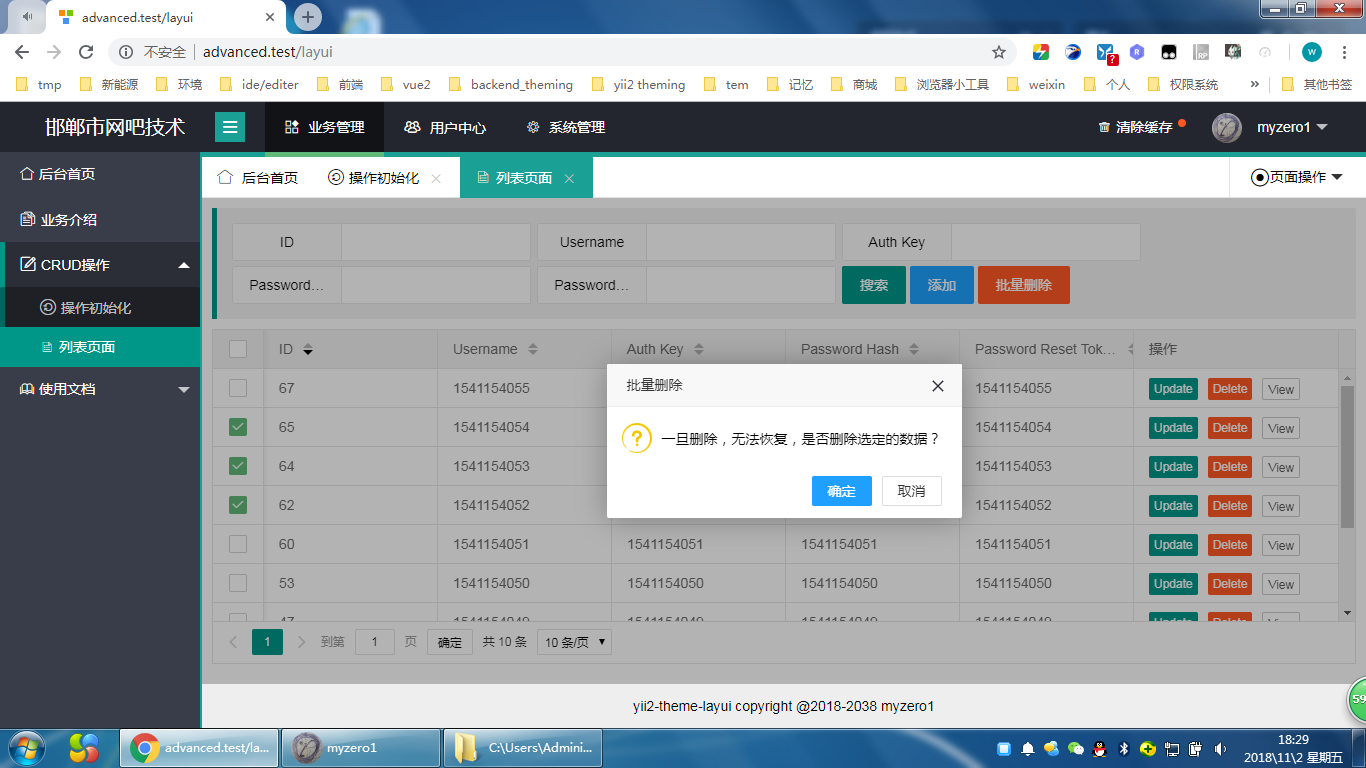 advanced.test/layui
不安全 advanced.test/layui
tmp 新能源 环境 ide/editer 前端 vue2 backend_theming yii2 theming tem 记忆 商城 浏览器小工具 weixin 个人 权限系统 » 其他书签
邯郸市网吧技术 业务管理 用户中心 系统管理 清除缓存 myzero1
后台首页
业务介绍
CRUD操作
操作初始化
列表页面
使用文档
后台首页 操作初始化 列表页面 页面操作
ID Username Auth Key
Password... Password... 搜索 添加 批量删除
ID Username Auth Key Password Hash Password Reset Tok... 操作
67 1541154055 1541154055 Update Delete View
65 1541154054 1541154054 Update Delete View
64 1541154053 1541154053 Update Delete View
62 1541154052 1541154052 Update Delete View
60 1541154051 1541154051 1541154051 1541154051 Update Delete View
53 1541154050 1541154050 1541154050 1541154050 Update Delete View
47 1541154049 1541154049 1541154049 1541154049 Update Delete View
批量删除
一旦删除，无法恢复，是否删除选定的数据？
确定 取消
1 到第 1 页 确定 共 10 条 10 条/页
yii2-theme-layui copyright @2018-2038 myzero1
59
advanced.test/la... myzero1 C:\Users\Admini...
18:29
2018\11\2 星期五